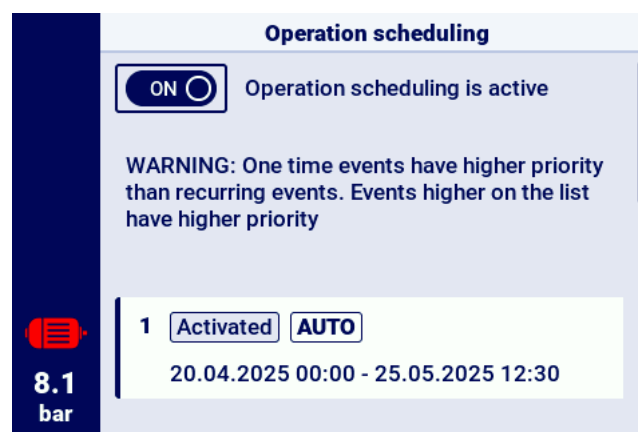 Operation scheduling
ON Operation scheduling is active
WARNING: One time events have higher priority
than recurring events. Events higher on the list
have higher priority
1 Activated AUTO
20.04.2025 00:00 - 25.05.2025 12:30
8.1
bar